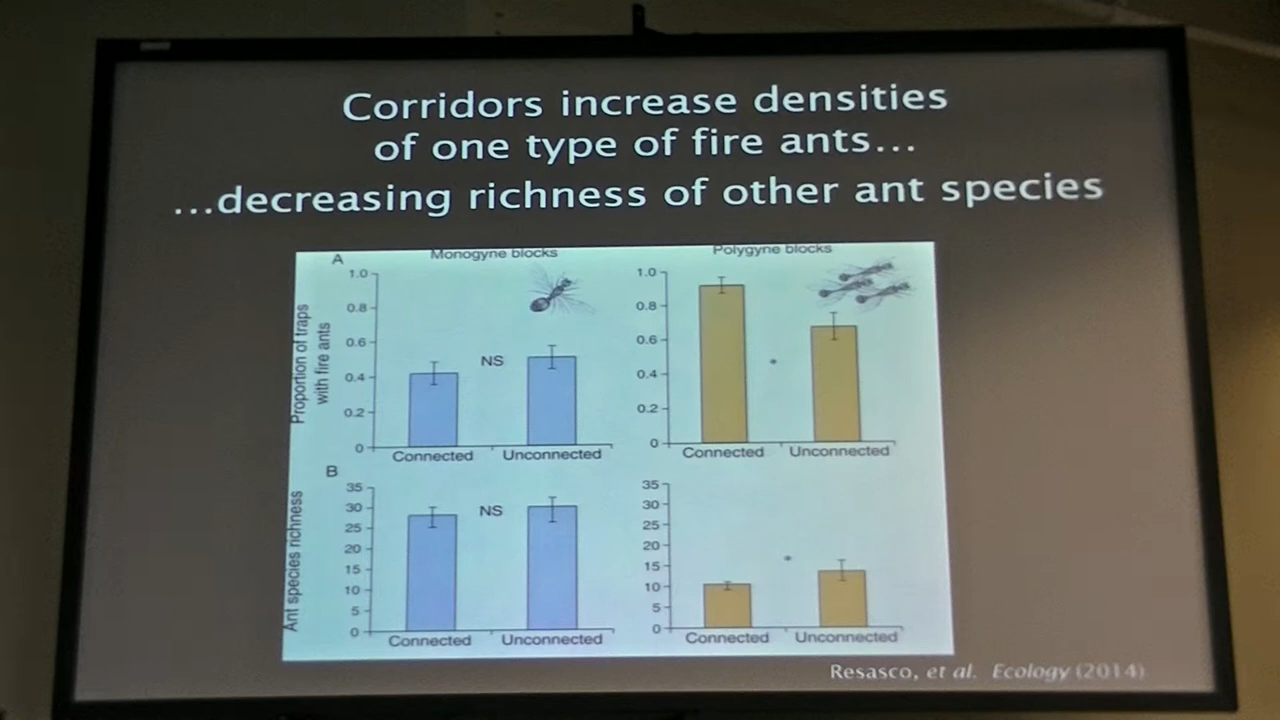 Corridors increase densities
of one type of fire ants...
...decreasing richness of other ant species
A
Monogyne blocks
Polygyne blocks
Proportion of traps
with fire ants
1.0
0.8
0.6
0.4
0.2
0
NS
Connected
Unconnected
1.0
0.8
0.6
0.4
0.2
0
*
Connected
Unconnected
B
Ant species richness
35
30
25
20
15
10
5
0
NS
Connected
Unconnected
35
30
25
20
15
10
5
0
*
Connected
Unconnected
Resasco, et al. Ecology (2014)